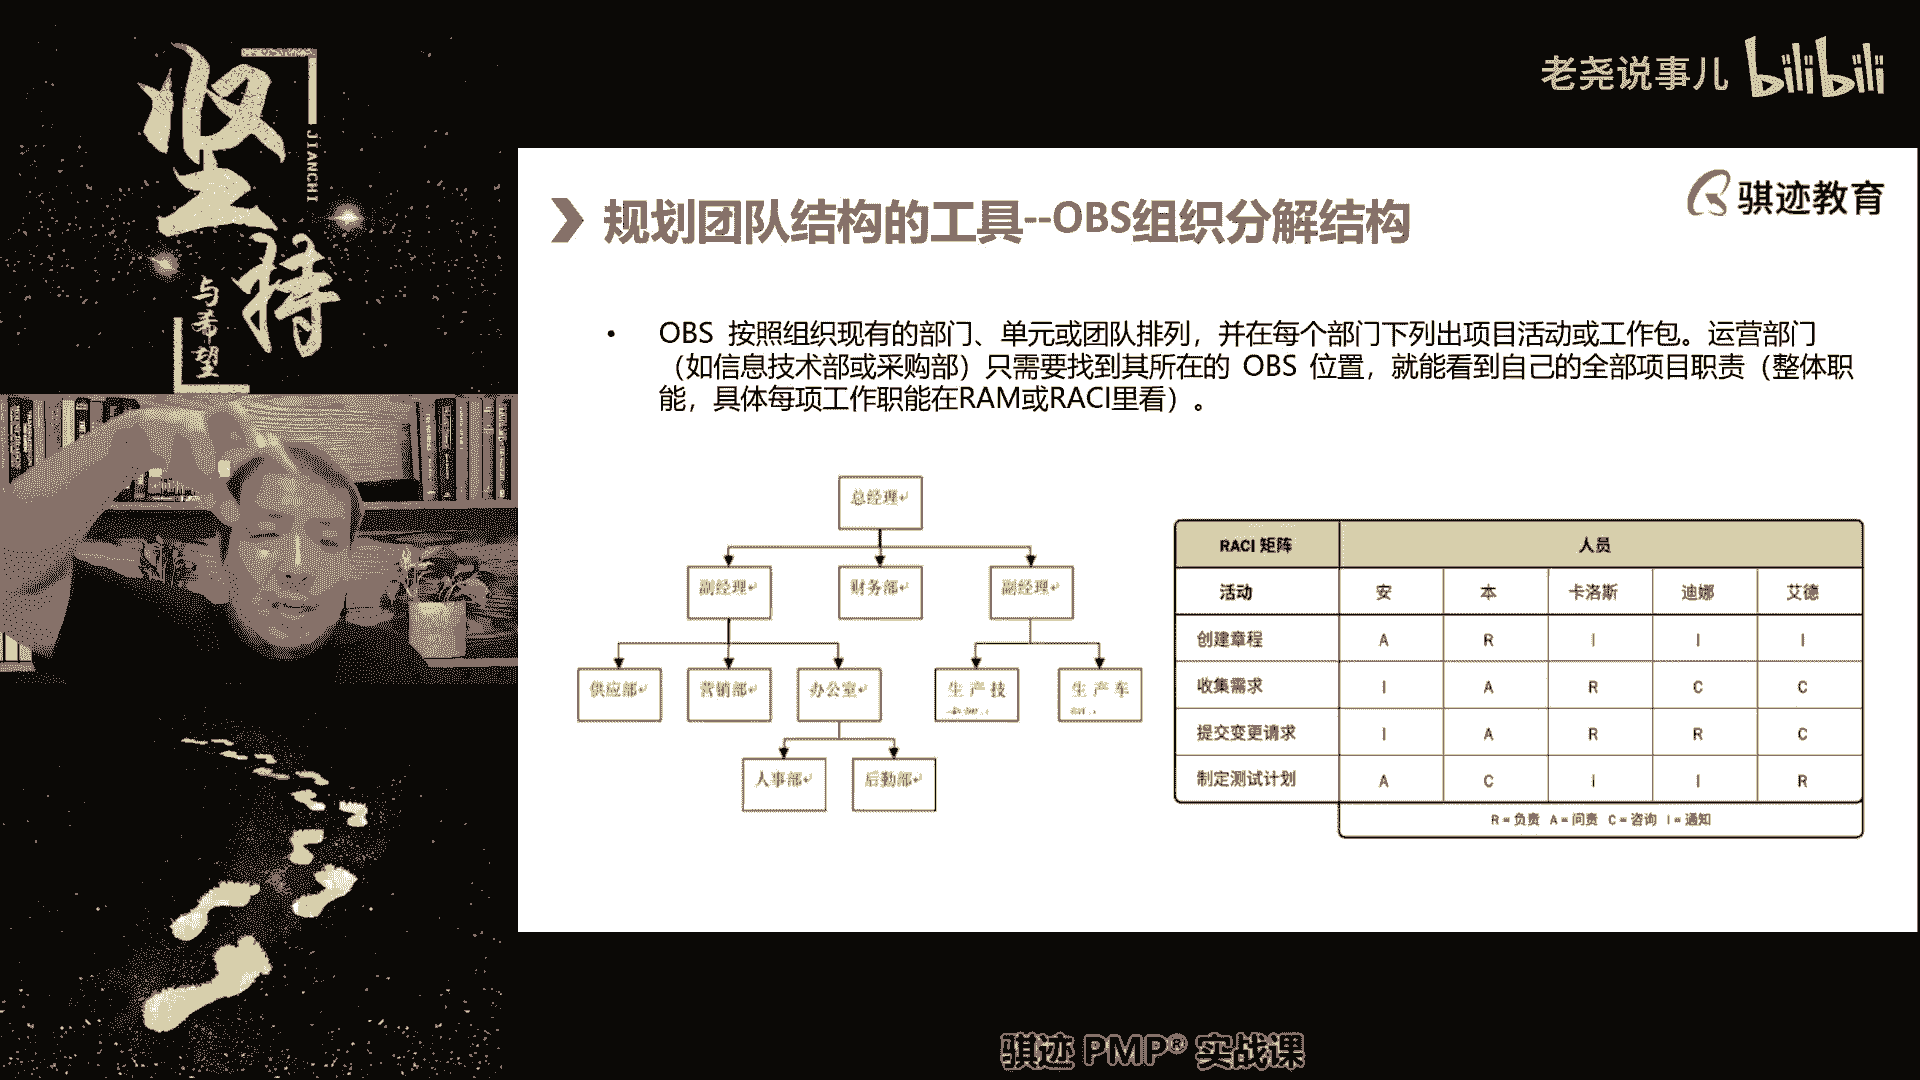 坚持
JIANCHI
与希望
老尧说事儿 bilibili
骐迹教育
规划团队结构的工具--OBS组织分解结构
• OBS 按照组织现有的部门、单元或团队排列，并在每个部门下列出项目活动或工作包。运营部门
（如信息技术部或采购部）只需要找到其所在的 OBS 位置，就能看到自己的全部项目职责（整体职
能，具体每项工作职能在RAM或RACI里看）。
总经理
副经理 财务部 副经理
供应部 营销部 办公室 生产技 生产车
人事部 后勤部
RACI 矩阵 人员
活动 安 本 卡洛斯 迪娜 艾德
创建章程 A R I I I
收集需求 I A R C C
提交变更请求 I A R R C
制定测试计划 A C I I R
R = 负责 A = 问责 C = 咨询 I = 通知
骐迹 PMP® 实战课